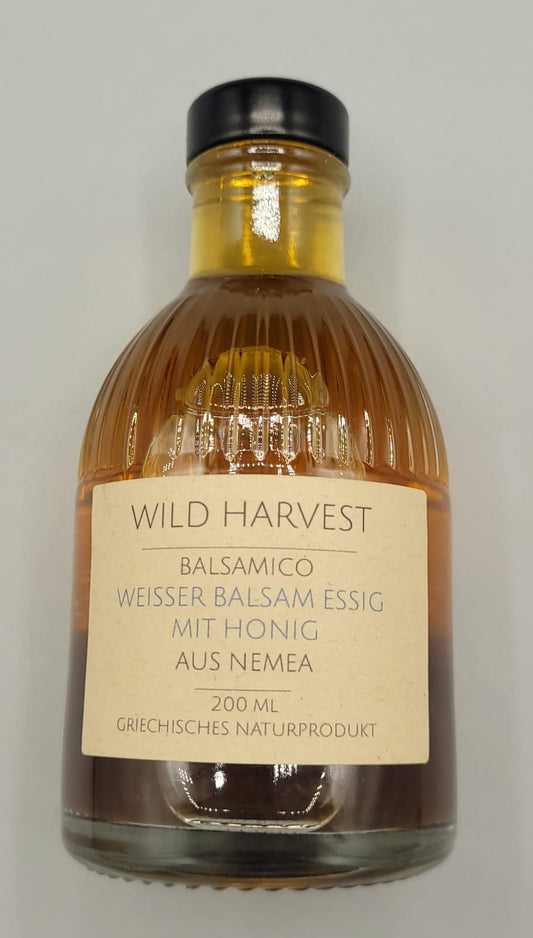 WILD HARVEST
BALSAMICO
WEISSER BALSAM ESSIG
MIT HONIG
AUS NEMEA
200 ML
GRIECHISCHES NATURPRODUKT